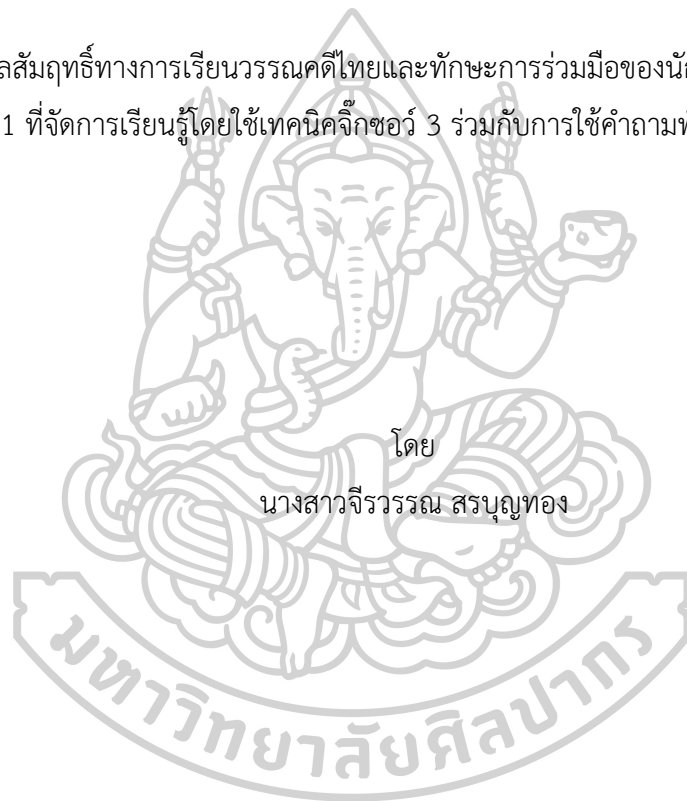 ลสัมฤทธิ์ทางการเรียนวรรณคดีไทยและทักษะการร่วมมือของนัก
1 ที่จัดการเรียนรู้โดยใช้เทคนิคจิ๊กซอว์ 3 ร่วมกับการใช้คำถาม
โดย
นางสาวจีรวรรณ สรบุญทอง
มหาวิทยาลัยศิลปากร